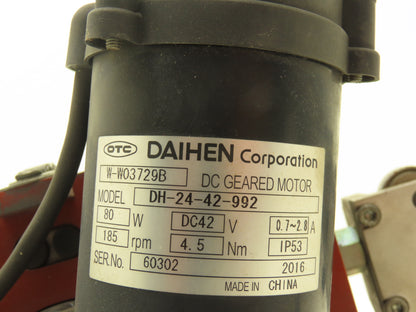 OTC DAIHEN Corporation
W-W03729B DC GEARED MOTOR
MODEL DH-24-42-992
80 W DC42 V 0.7~2.8 A
185 rpm 4.5 Nm IP53
SER.No. 60302 2016
MADE IN CHINA